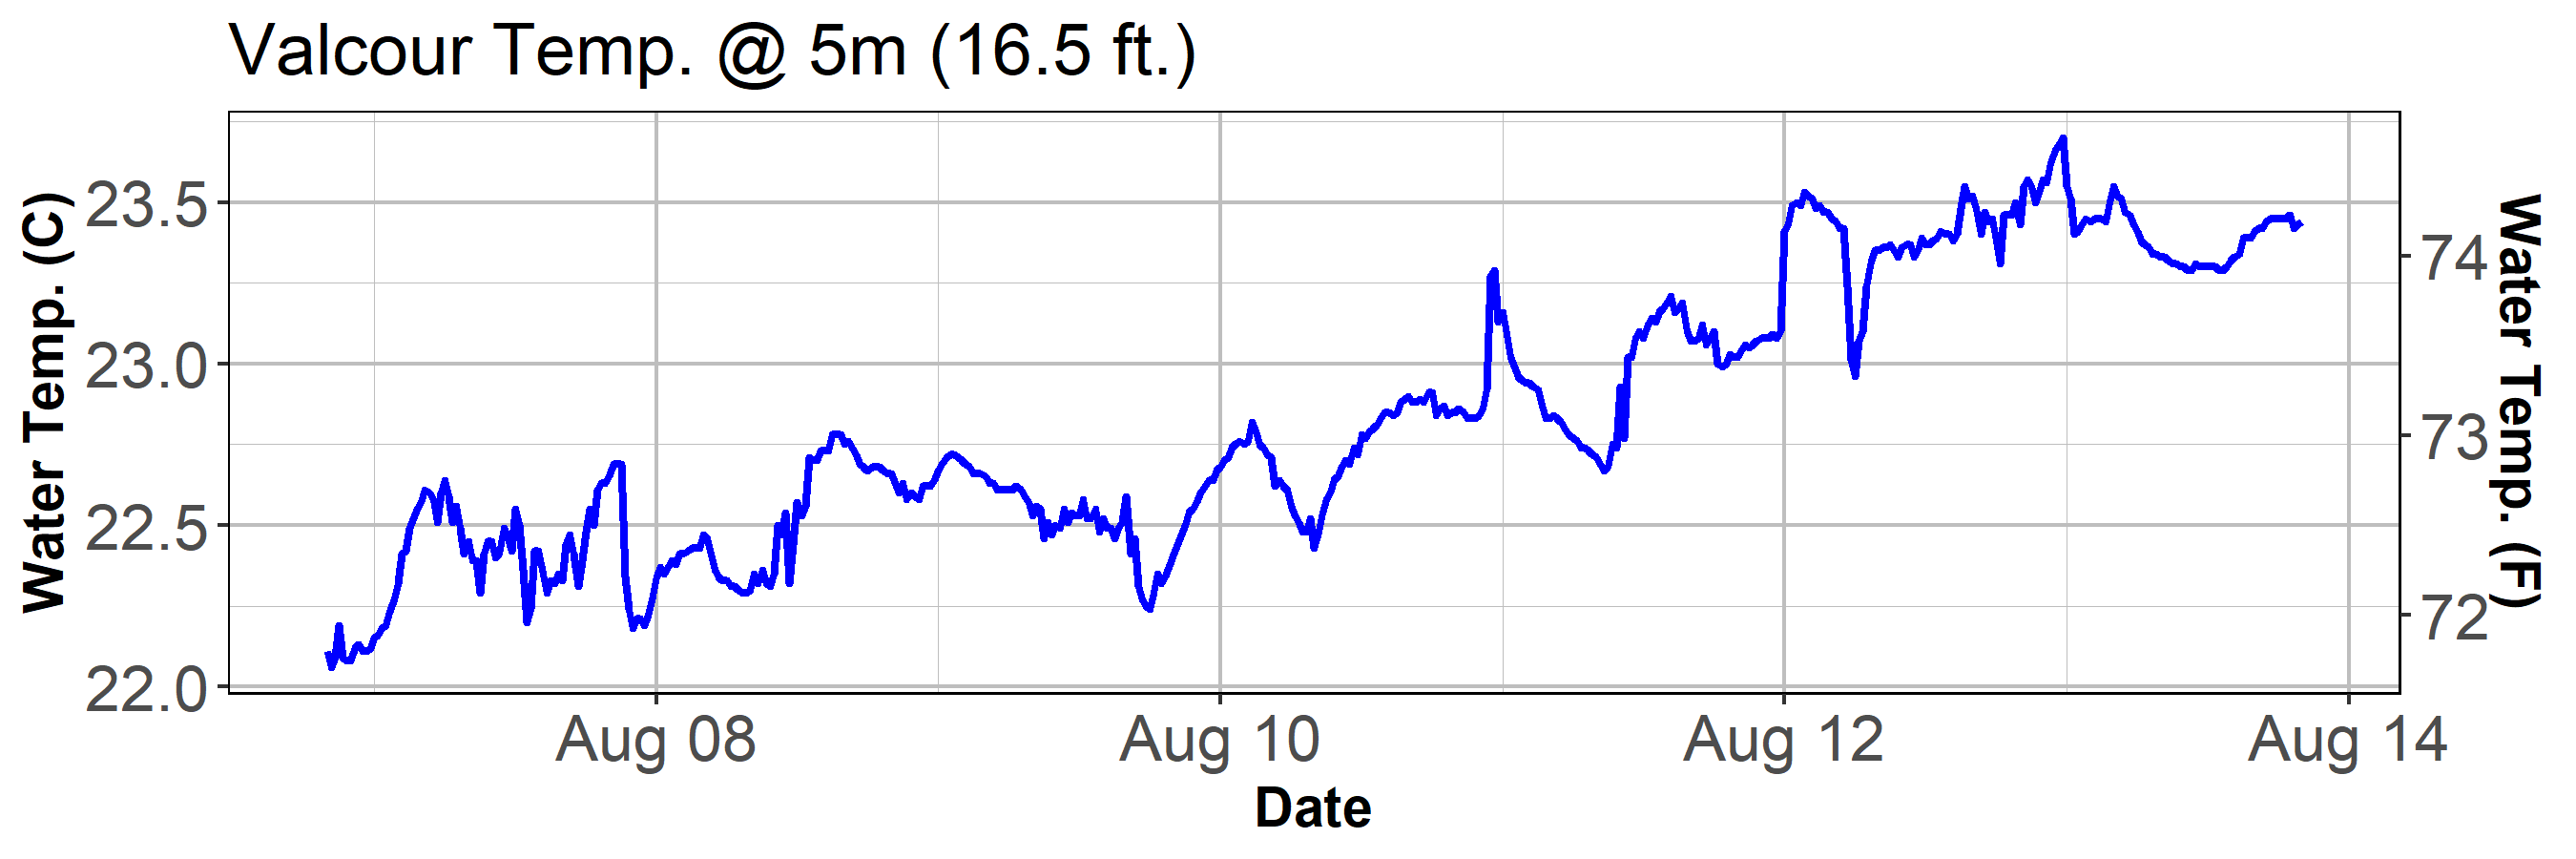 Valcour Temp. @ 5m (16.5 ft.)
Water Temp. (C)
23.5
23.0
22.5
22.0
Water Temp. (F)
74
73
72
Aug 08 Aug 10 Aug 12 Aug 14
Date